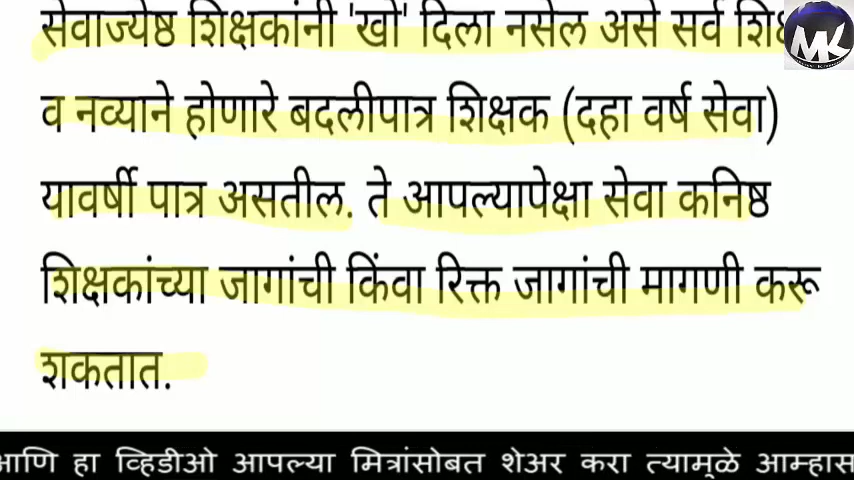 सेवाज्येष्ठ शिक्षकांनी 'खो' दिला नसेल असे सर्व
व नव्याने होणारे बदलीपात्र शिक्षक (दहा वर्ष सेवा)
यावर्षी पात्र असतील. ते आपल्यापेक्षा सेवा कनिष्ठ
शिक्षकांच्या जागांची किंवा रिक्त जागांची मागणी करू
शकतात.
आणि हा व्हिडीओ आपल्या मित्रांसोबत शेअर करा त्यामुळे आम्हास
MK